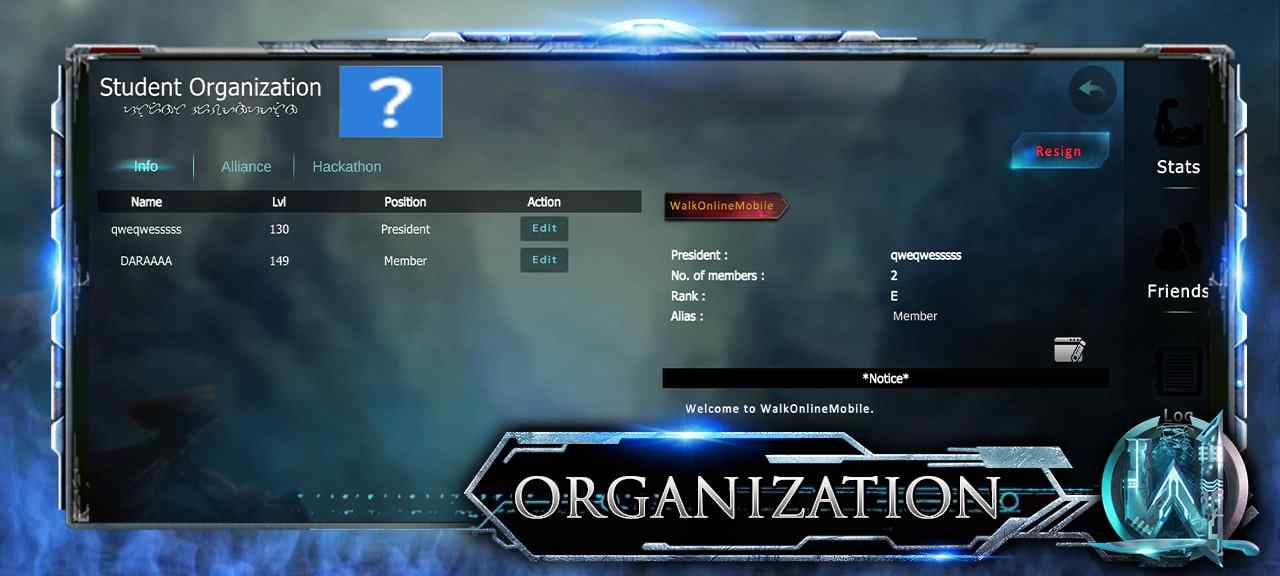 Student Organization
Info Alliance Hackathon
Name Lvl Position Action
qweqwesssss 130 President Edit
DARAAAA 149 Member Edit
Resign
WalkOnlineMobile
President : qweqwesssss
No. of members : 2
Rank : E
Alias : Member
*Notice*
Welcome to WalkOnlineMobile.
Stats
Friends
Log
ORGANIZATION